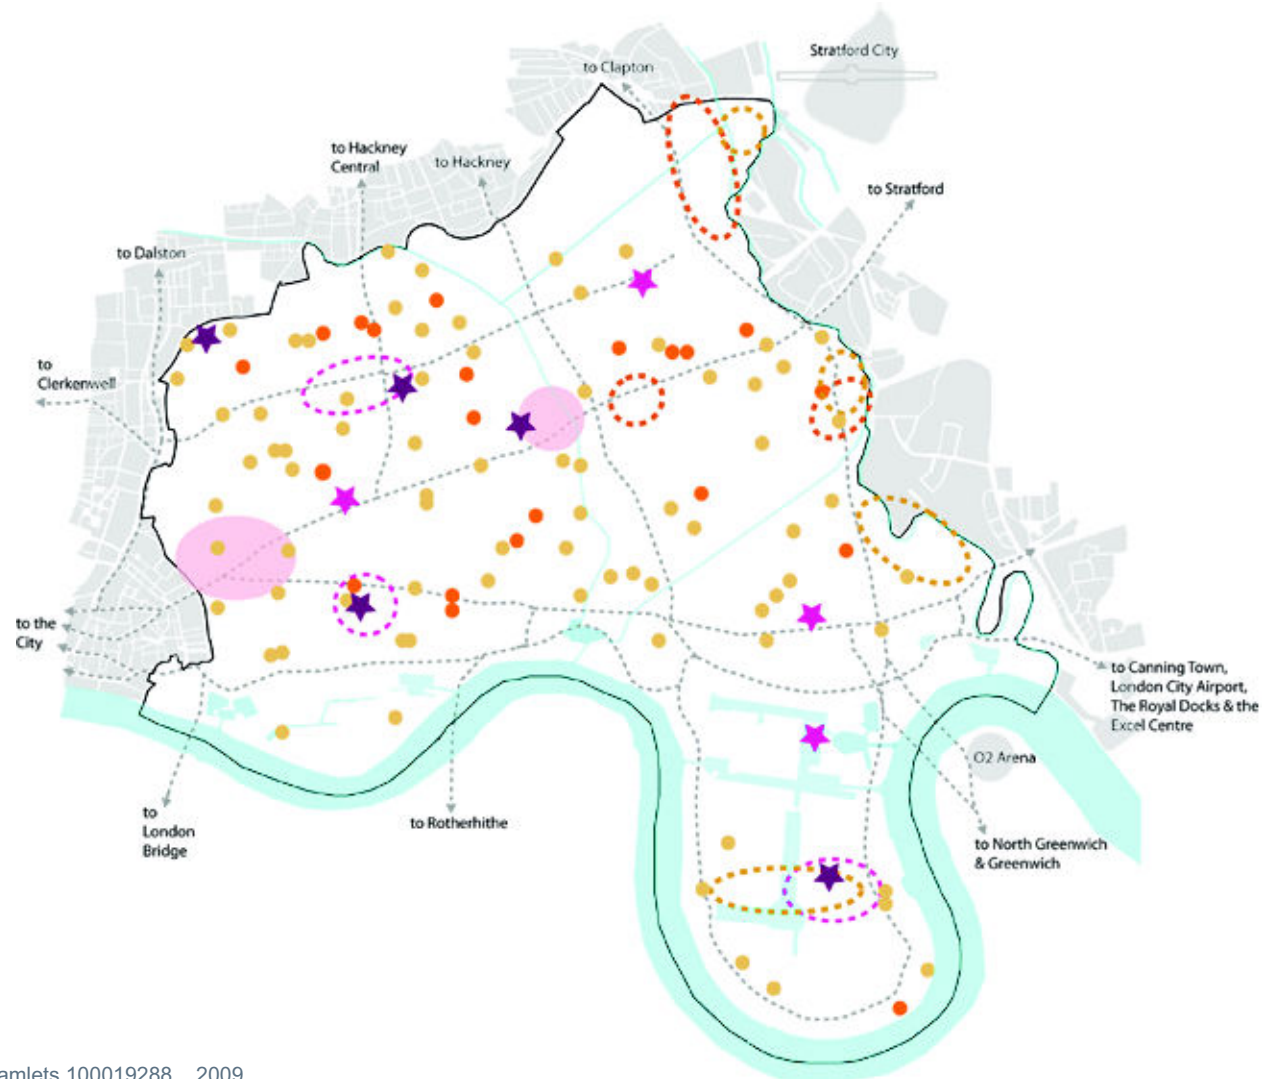 Stratford City
to Clapton
to Hackney
Central
to Hackney
to Stratford
to Dalston
to
Clerkenwell
to the
City
to Canning Town,
London City Airport,
The Royal Docks & the
Excel Centre
O2 Arena
to
London
Bridge
to Rotherhithe
to North Greenwich
& Greenwich
amlets 100019288 2009